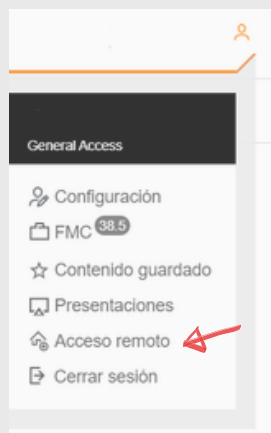 General Access
Configuración
FMC 38.5
Contenido guardado
Presentaciones
Acceso remoto
Cerrar sesión